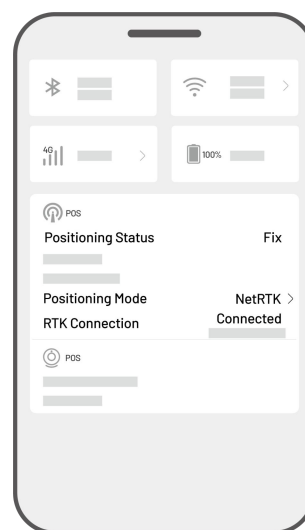 4G
100%
POS
Positioning Status Fix
Positioning Mode NetRTK >
RTK Connection Connected
POS